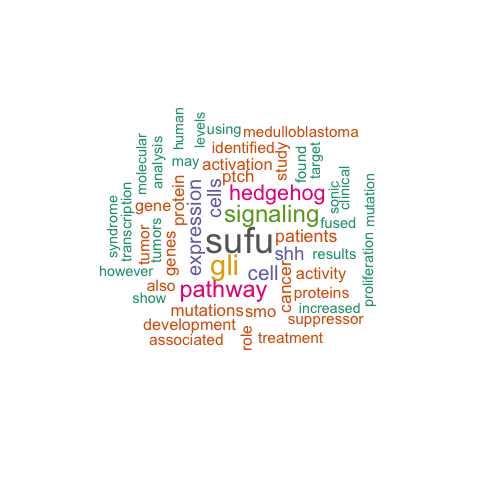 human
levels
using
medulloblastoma
molecular
analysis
identified
study
found
target
may
activation
ptch
syndrome
transcription
gene
protein
expression
cells
hedgehog
sonic
clinical
mutation
signaling
fused
tumor
tumors
genes
sufu
patients
shh
results
however
gli
cell
activity
proliferation
also
pathway
cancer
proteins
show
mutations
smo
increased
development
suppressor
associated
role
treatment